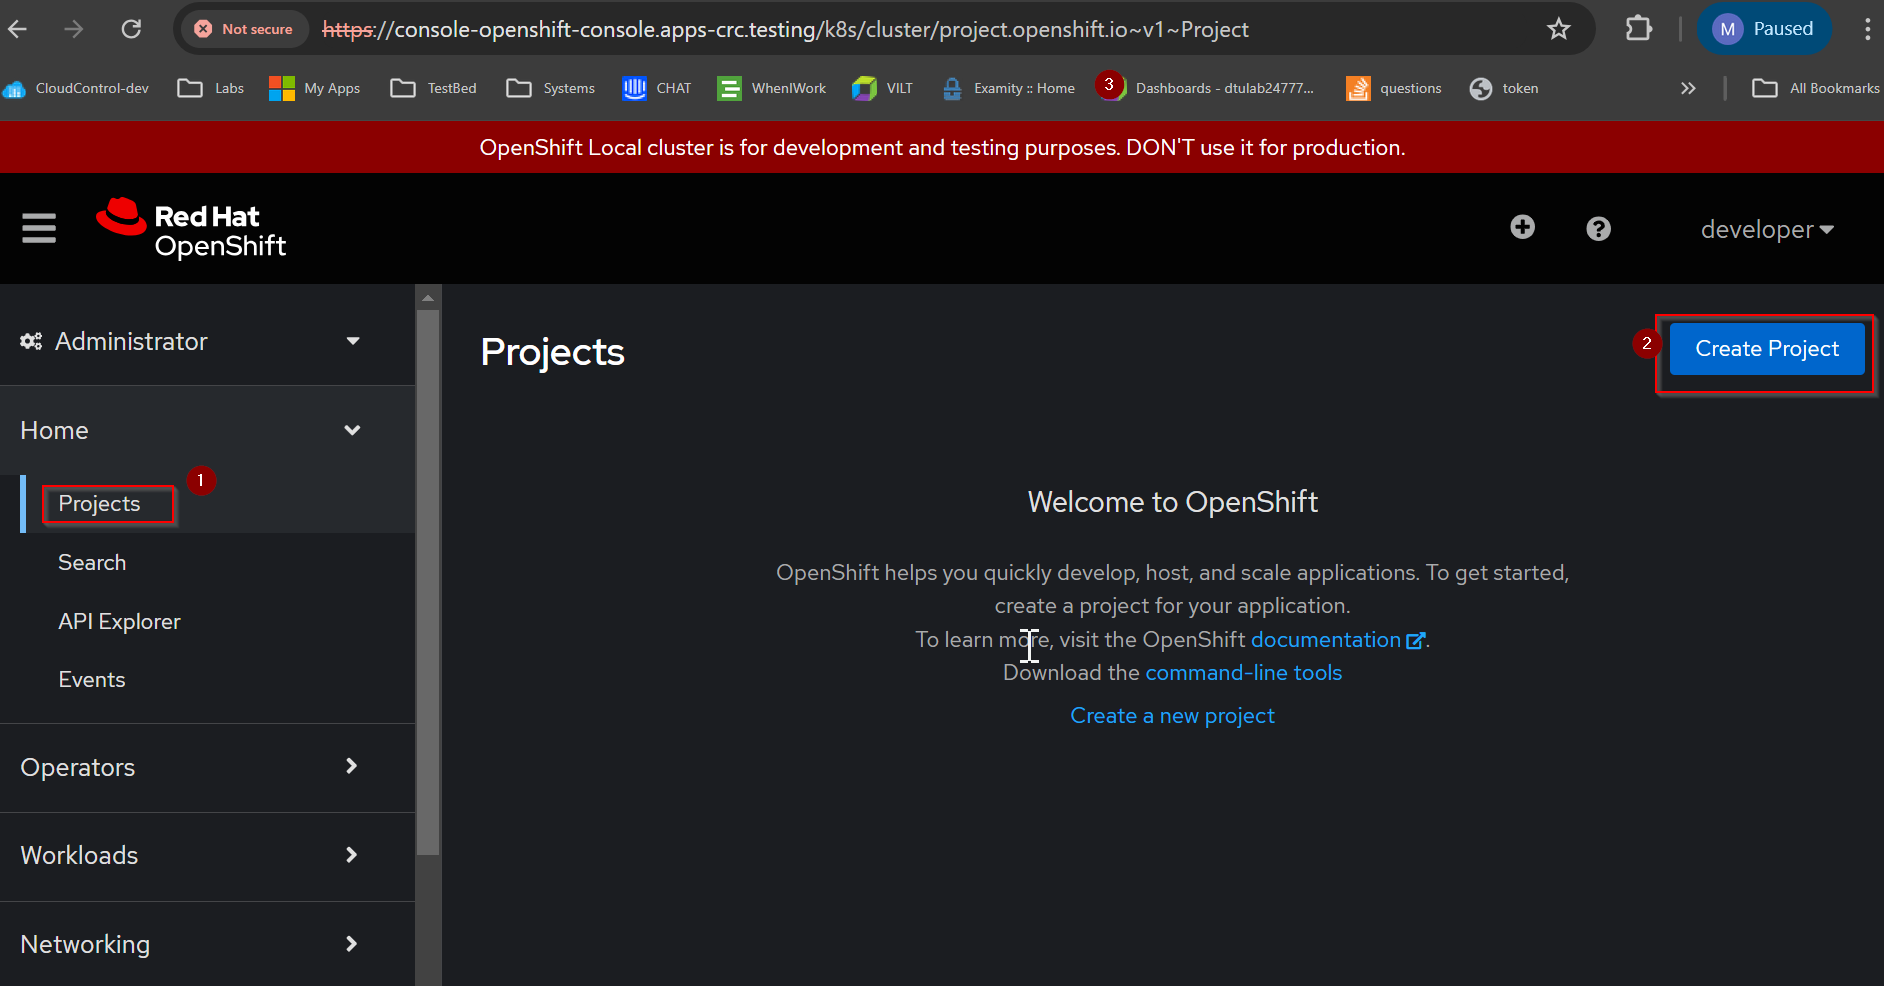 Not secure https://console-openshift-console.apps-crc.testing/k8s/cluster/project.openshift.io~v1~Project M Paused
CloudControl-dev Labs My Apps TestBed Systems CHAT WhenIWork VILT Examity :: Home 3 Dashboards - dtulab24777... questions token » All Bookmarks
OpenShift Local cluster is for development and testing purposes. DON'T use it for production.
Red Hat
OpenShift
developer
Administrator
Projects
2
Create Project
Home
1
Projects
Search
API Explorer
Events
Operators
Workloads
Networking
Welcome to OpenShift
OpenShift helps you quickly develop, host, and scale applications. To get started,
create a project for your application.
To learn more, visit the OpenShift documentation.
Download the command-line tools
Create a new project